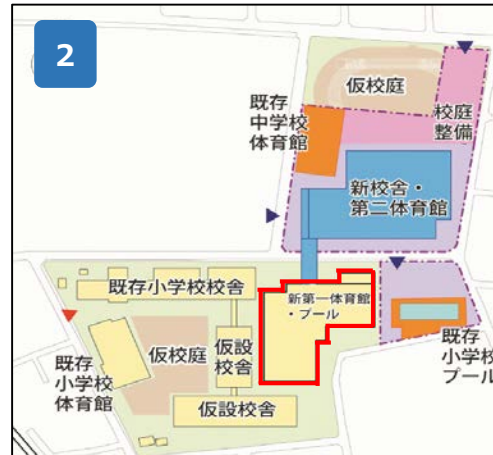 2
仮校庭
既存
中学校
体育館
校庭
整備
新校舎・
第二体育館
既存小学校校舎
新第一体育館
・プール
仮校庭
仮設
校舎
既存
小学校
体育館
仮設校舎
既存
小学校
プール